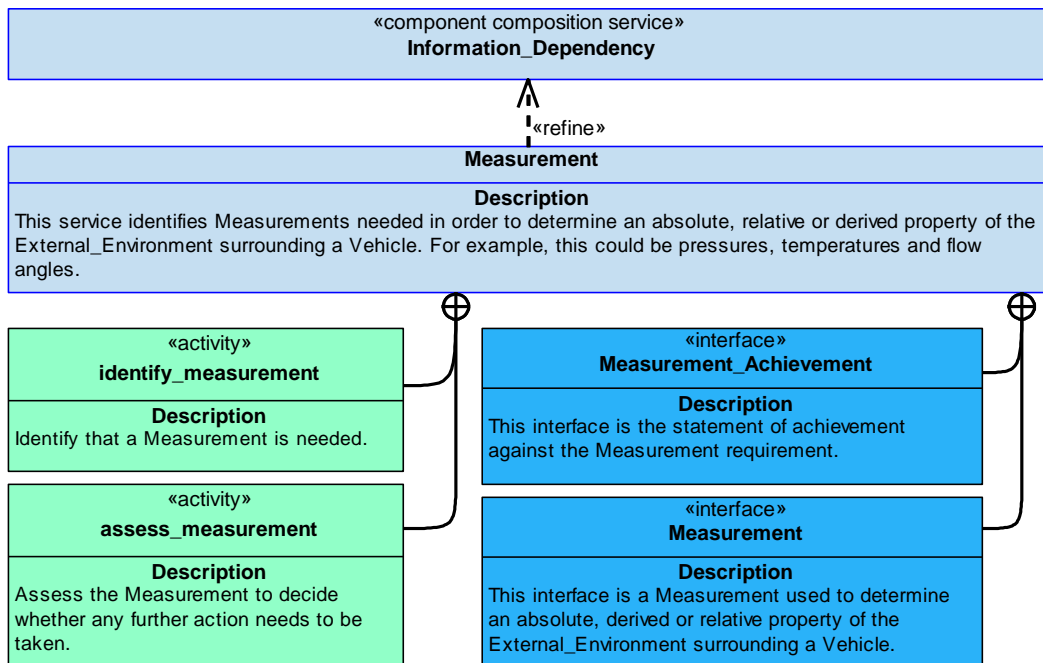 «component composition service»
Information_Dependency
«refine»
Measurement
Description
This service identifies Measurements needed in order to determine an absolute, relative or derived property of the
External_Environment surrounding a Vehicle. For example, this could be pressures, temperatures and flow
angles.
«activity»
identify_measurement
Description
Identify that a Measurement is needed.
«activity»
assess_measurement
Description
Assess the Measurement to decide
whether any further action needs to be
taken.
«interface»
Measurement_Achievement
Description
This interface is the statement of achievement
against the Measurement requirement.
«interface»
Measurement
Description
This interface is a Measurement used to determine
an absolute, derived or relative property of the
External_Environment surrounding a Vehicle.